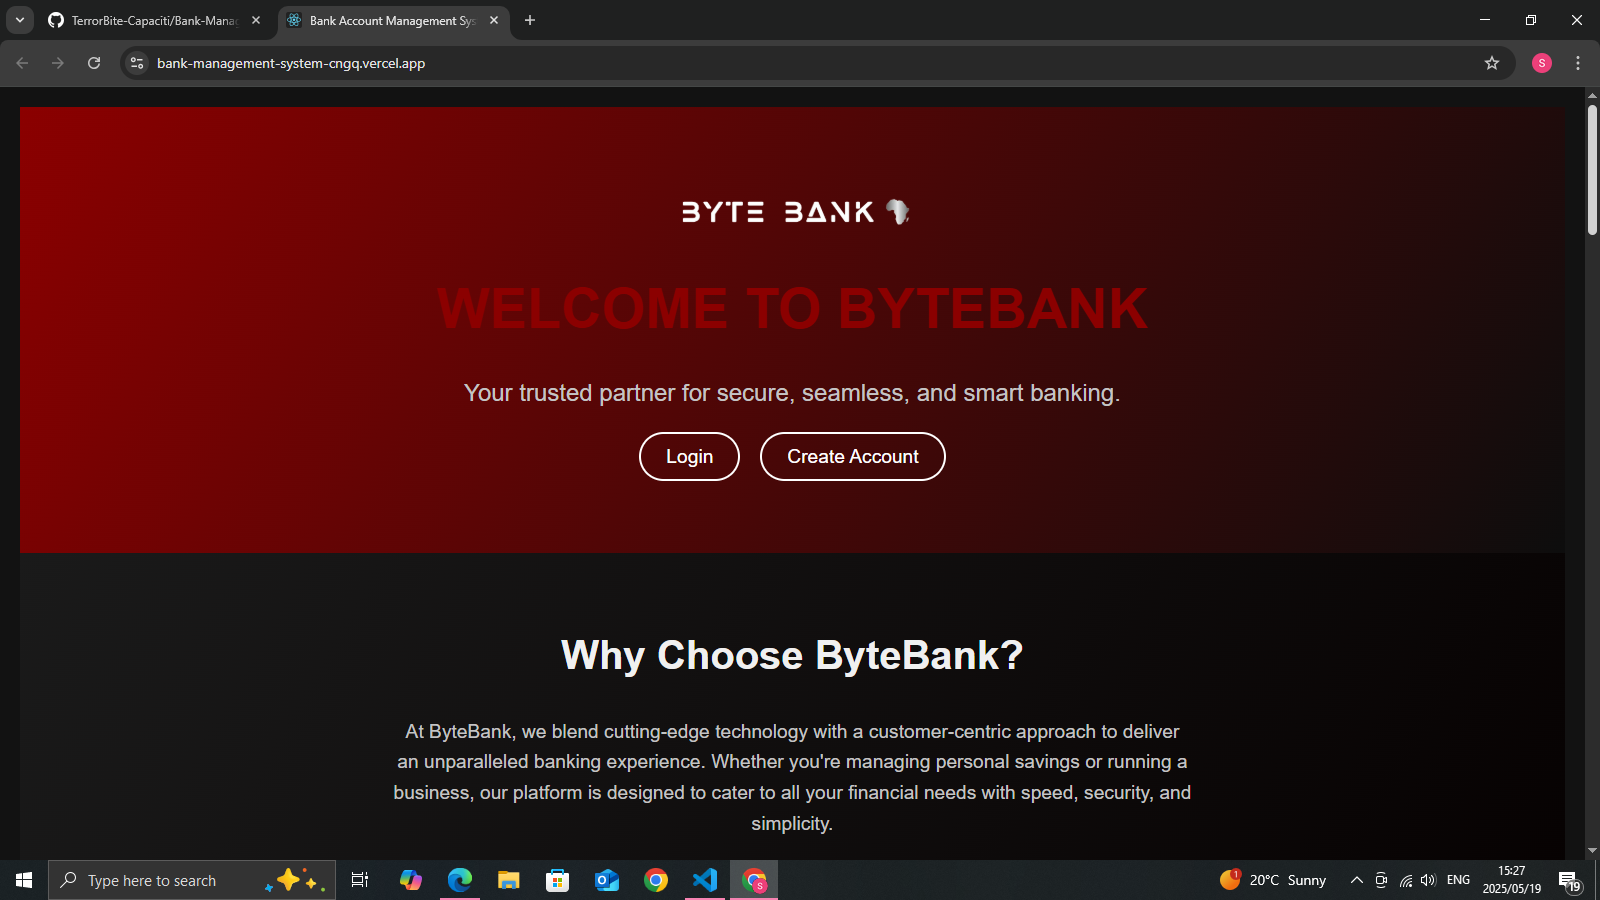 TerrorBite-Capaciti/Bank-Manag
Bank Account Management Sys
bank-management-system-cngq.vercel.app
S
BYTE BANK
WELCOME TO BYTEBANK
Your trusted partner for secure, seamless, and smart banking.
Login
Create Account
Why Choose ByteBank?
At ByteBank, we blend cutting-edge technology with a customer-centric approach to deliver
an unparalleled banking experience. Whether you're managing personal savings or running a
business, our platform is designed to cater to all your financial needs with speed, security, and
simplicity.
Type here to search
S
1
20°C Sunny
ENG
15:27
2025/05/19
19